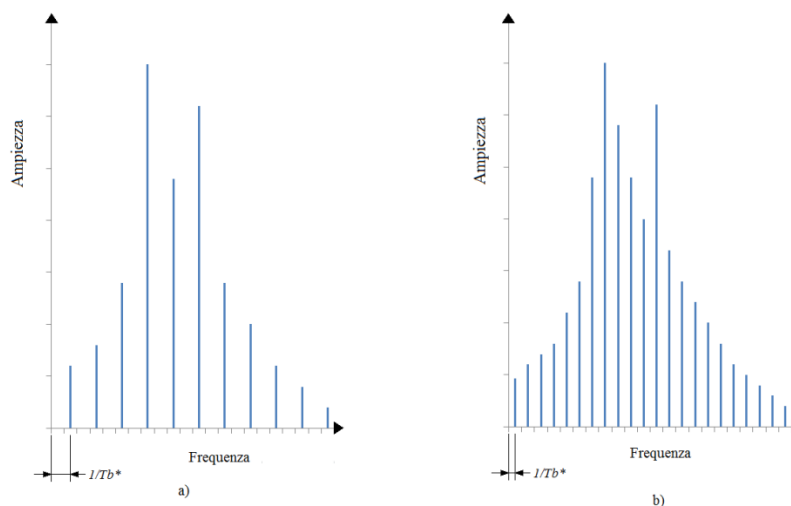 Ampiezza
Frequenza
1/Tb*
a)
Ampiezza
Frequenza
1/Tb*
b)